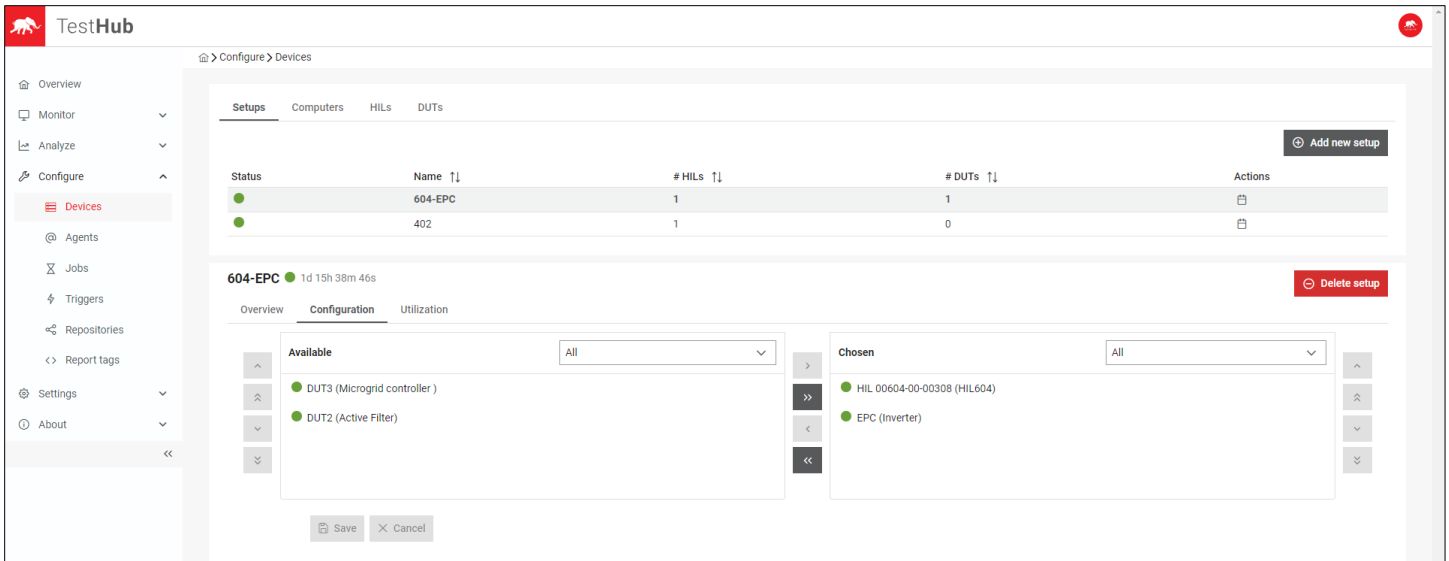 TestHub
Configure Devices
Overview
Monitor
Analyze
Configure
Devices
Agents
Jobs
Triggers
Repositories
Report tags
Settings
About
Setups Computers HILs DUTs
Add new setup
Status Name # HILs # DUTs Actions
604-EPC 1 1
402 1 0
604-EPC 1d 15h 38m 46s
Delete setup
Overview Configuration Utilization
Available All
DUT3 (Microgrid controller )
DUT2 (Active Filter)
Chosen All
HIL 00604-00-00308 (HIL604)
EPC (Inverter)
Save Cancel